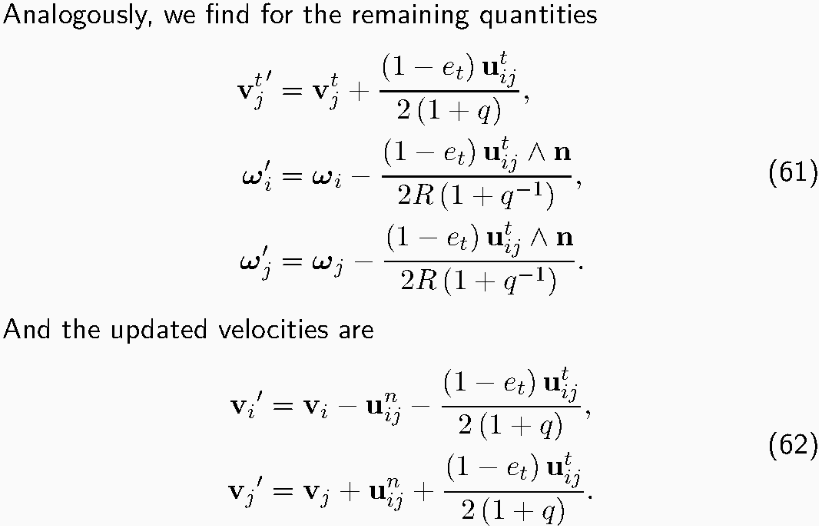 Analogously, we find for the remaining quantities
$$\mathbf{v}_j^{t\,\prime} = \mathbf{v}_j^t + \frac{(1 - e_t)\,\mathbf{u}_{ij}^t}{2\,(1 + q)},$$
$$\boldsymbol{\omega}_i' = \boldsymbol{\omega}_i - \frac{(1 - e_t)\,\mathbf{u}_{ij}^t \wedge \mathbf{n}}{2R\,(1 + q^{-1})}, \quad (61)$$
$$\boldsymbol{\omega}_j' = \boldsymbol{\omega}_j - \frac{(1 - e_t)\,\mathbf{u}_{ij}^t \wedge \mathbf{n}}{2R\,(1 + q^{-1})}.$$
And the updated velocities are
$$\mathbf{v}_i{}' = \mathbf{v}_i - \mathbf{u}_{ij}^n - \frac{(1 - e_t)\,\mathbf{u}_{ij}^t}{2\,(1 + q)},$$
(62)
$$\mathbf{v}_j{}' = \mathbf{v}_j + \mathbf{u}_{ij}^n + \frac{(1 - e_t)\,\mathbf{u}_{ij}^t}{2\,(1 + q)}.$$